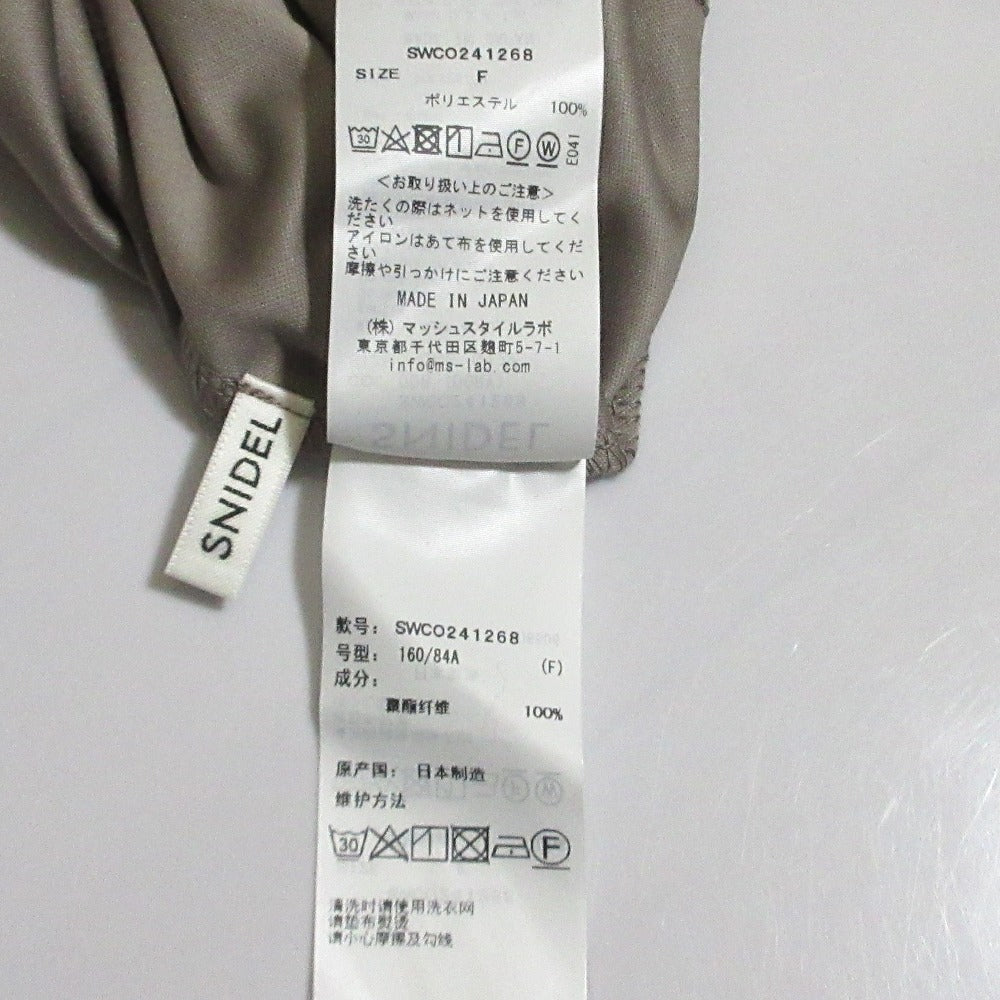 SWCO241268
SIZE F
ポリエステル 100%
30 F W E041
<お取り扱い上のご注意>
洗たくの際はネットを使用してく
ださい
アイロンはあて布を使用してくだ
さい
摩擦や引っかけにご注意ください
MADE IN JAPAN
(株) マッシュスタイルラボ
東京都千代田区麹町5-7-1
info@ms-lab.com
SNIDEL
SNIDEL
款号: SWCO241268
号型: 160/84A (F)
成分:
聚酯纤维 100%
原产国: 日本制造
维护方法
30 F
清洗时请使用洗衣网
请垫布熨烫
请小心摩擦及勾线